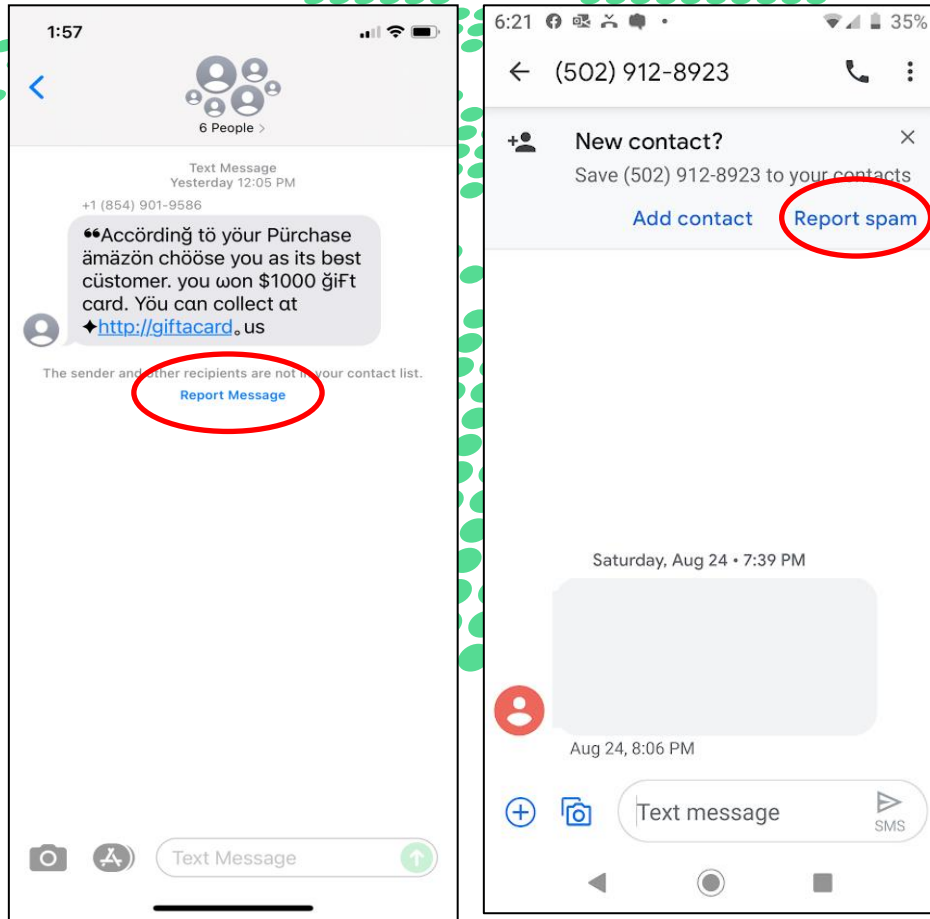 1:57
6 People >
Text Message
Yesterday 12:05 PM
+1 (854) 901-9586
❝Accördinğ tö yöur Pürchase
ämäzön chööse you as its bəst
cüstomer. you ωon $1000 ğiғt
cαrd. Yöu cαn collect αt
✦http://giftacard。us
The sender and other recipients are not in your contact list.
Report Message
Text Message
6:21
35%
(502) 912-8923
New contact?
Save (502) 912-8923 to your contacts
Add contact
Report spam
Saturday, Aug 24 • 7:39 PM
Aug 24, 8:06 PM
Text message
SMS